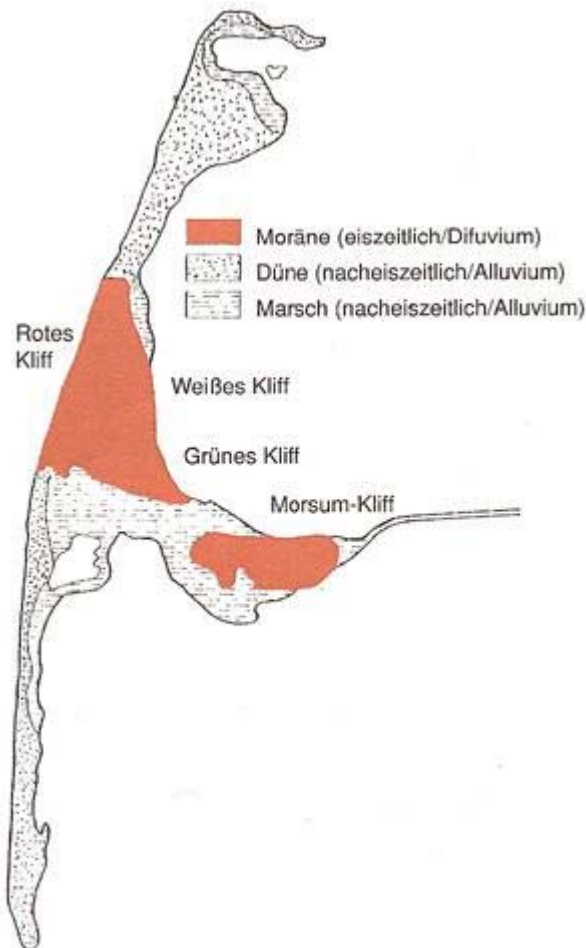 Moräne (eiszeitlich/Difuvium)
Düne (nacheiszeitlich/Alluvium)
Marsch (nacheiszeitlich/Alluvium)
Rotes
Kliff
Weißes Kliff
Grünes Kliff
Morsum-Kliff